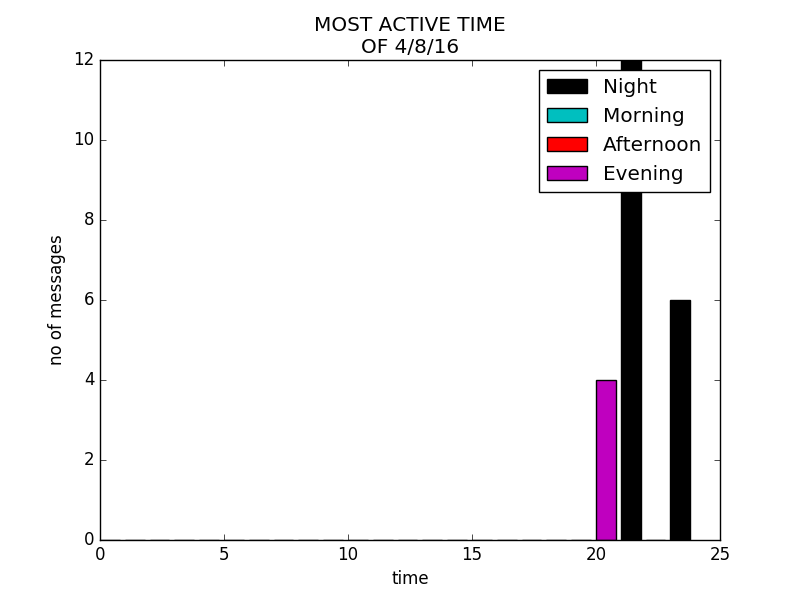 MOST ACTIVE TIME
OF 4/8/16
12
10
8
6
4
2
0
no of messages
Night
Morning
Afternoon
Evening
0 5 10 15 20 25
time